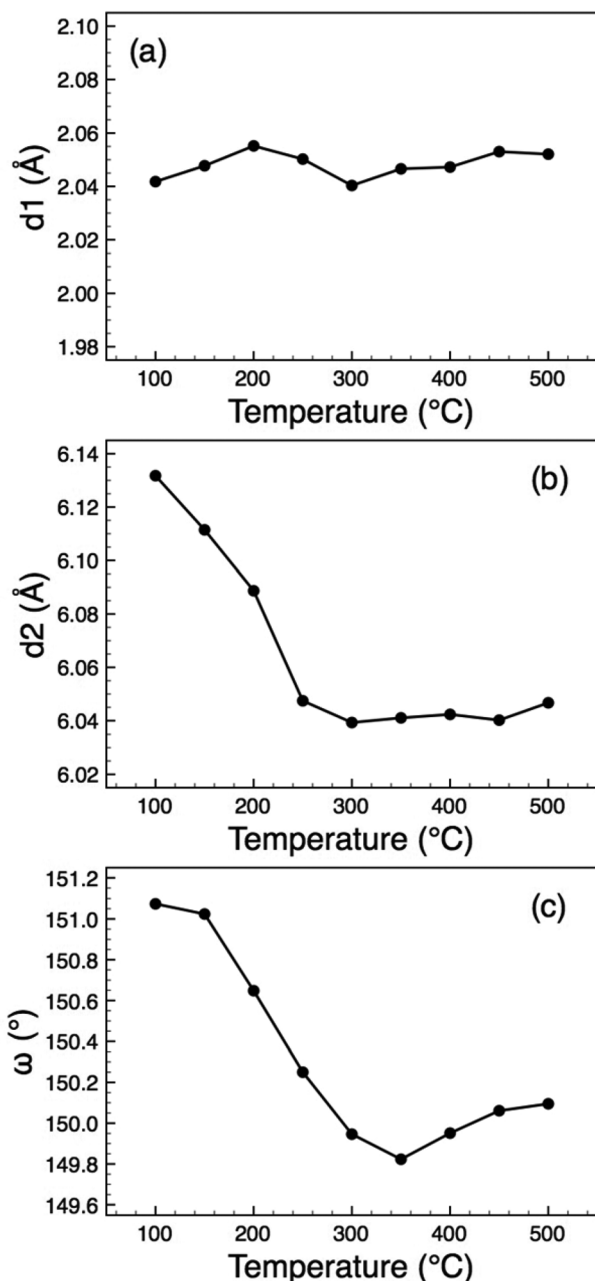 (a)
d1 (Å)
2.10
2.08
2.06
2.04
2.02
2.00
1.98
100 200 300 400 500
Temperature (°C)
(b)
d2 (Å)
6.14
6.12
6.10
6.08
6.06
6.04
6.02
100 200 300 400 500
Temperature (°C)
(c)
ω (°)
151.2
151.0
150.8
150.6
150.4
150.2
150.0
149.8
149.6
100 200 300 400 500
Temperature (°C)